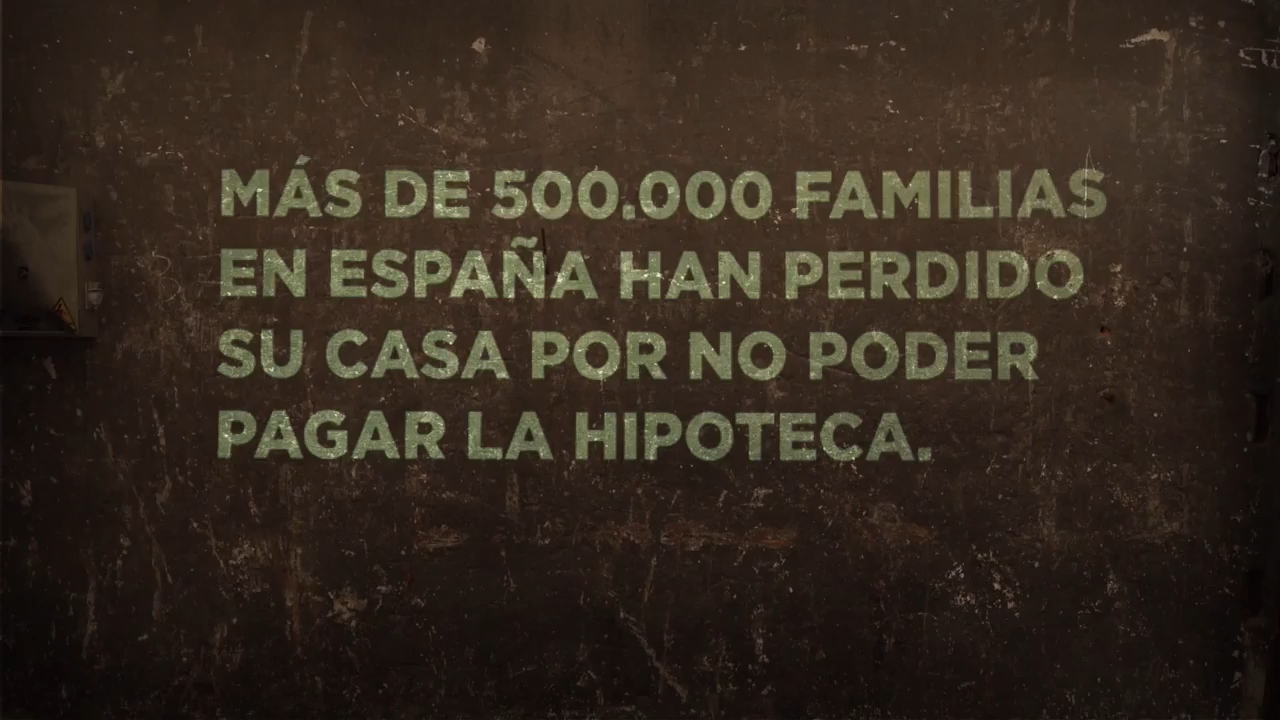 MÁS DE 500.000 FAMILIAS
EN ESPAÑA HAN PERDIDO
SU CASA POR NO PODER
PAGAR LA HIPOTECA.